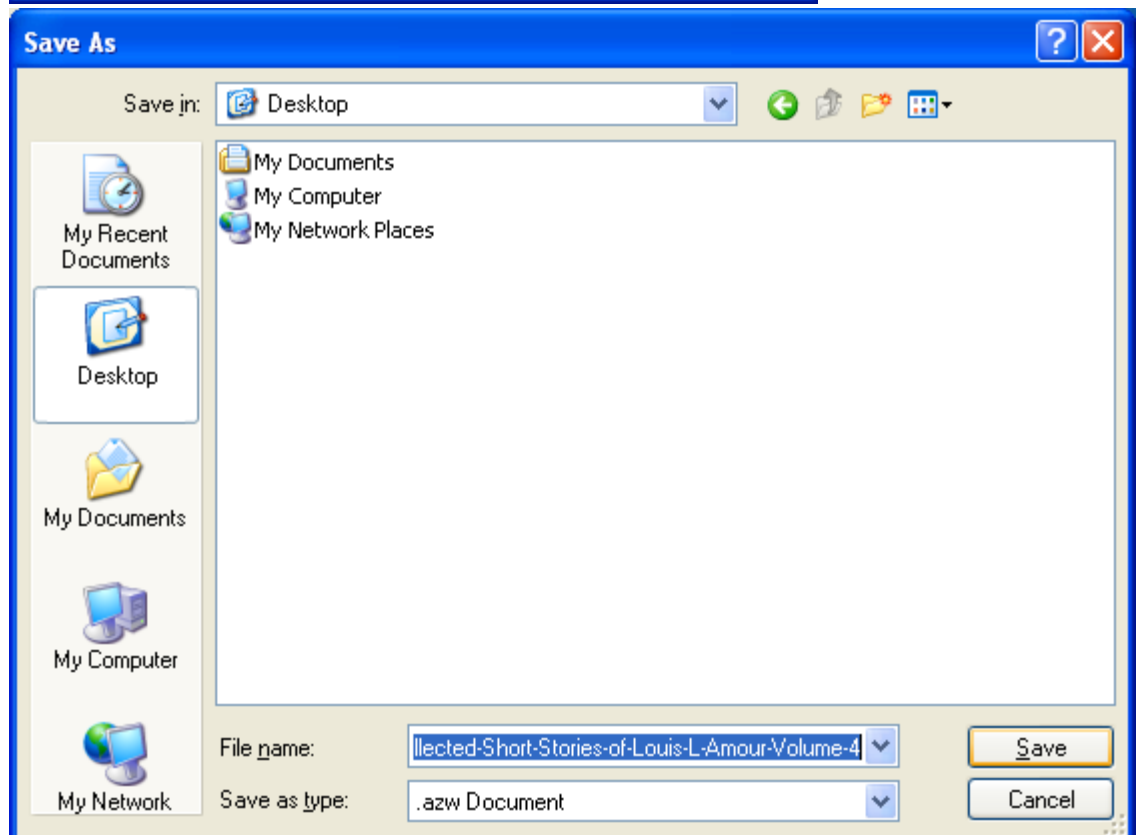 Save As
Save in:
Desktop
My Documents
My Computer
My Network Places
My Recent
Documents
Desktop
My Documents
My Computer
My Network
File name:
llected-Short-Stories-of-Louis-L-Amour-Volume-4
Save
Save as type:
.azw Document
Cancel